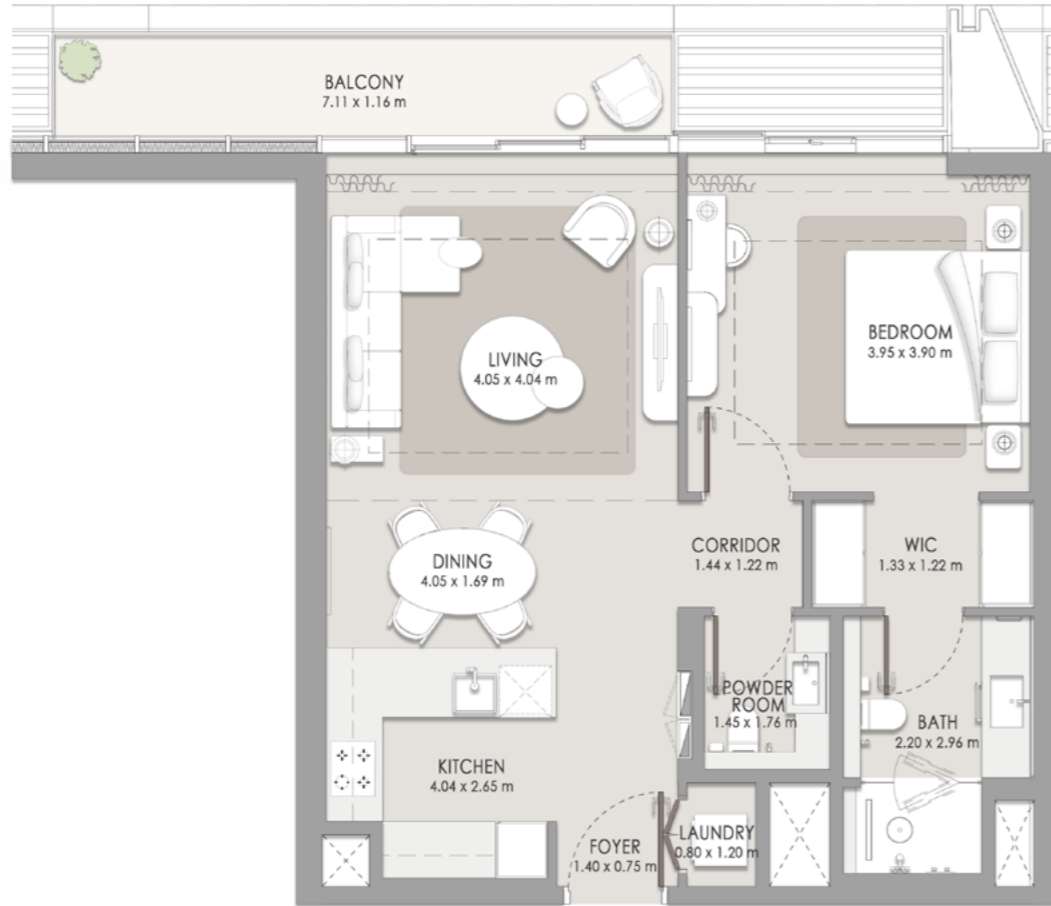 BALCONY
7.11 x 1.16 m
LIVING
4.05 x 4.04 m
BEDROOM
3.95 x 3.90 m
DINING
4.05 x 1.69 m
CORRIDOR
1.44 x 1.22 m
WIC
1.33 x 1.22 m
POWDER
ROOM
1.45 x 1.76 m
BATH
2.20 x 2.96 m
KITCHEN
4.04 x 2.65 m
FOYER
1.40 x 0.75 m
LAUNDRY
0.80 x 1.20 m